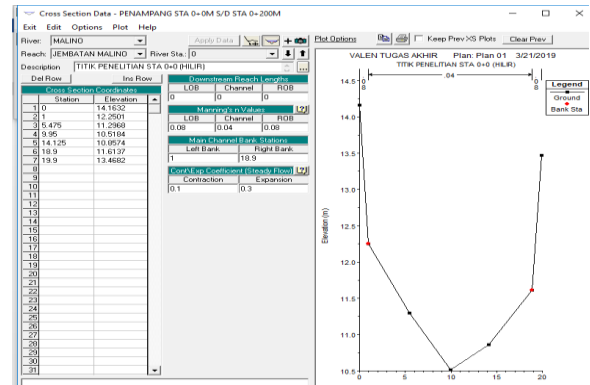 Cross Section Data - PENAMPANG STA 0+0M S/D STA 0+200M
Exit Edit Options Plot Help
River: MALINO Apply Data Plot Options Keep Prev XS Plots Clear Prev
Reach: JEMBATAN MALINO River Sta.: 0
Description TITIK PENELITIAN STA 0+0 (HILIR) ...
Del Row Ins Row
Cross Section Coordinates
Station Elevation
1 0 14.1632
2 1 12.2501
3 5.475 11.2968
4 9.95 10.5184
5 14.125 10.8574
6 18.9 11.6137
7 19.9 13.4682
8
9
10
11
12
13
14
15
16
17
18
19
20
21
22
23
24
25
26
27
28
29
30
31
Downstream Reach Lengths
LOB Channel ROB
0 0 0
Manning's n Values
LOB Channel ROB
0.08 0.04 0.08
Main Channel Bank Stations
Left Bank Right Bank
1 18.9
Cont\Exp Coefficient (Steady Flow)
Contraction Expansion
0.1 0.3
VALEN TUGAS AKHIR Plan: Plan 01 3/21/2019
TITIK PENELITIAN STA 0+0 (HILIR)
.04
Legend
Ground
Bank Sta
Elevation (m)
14.5
14.0
13.5
13.0
12.5
12.0
11.5
11.0
10.5
0 5 10 15 20